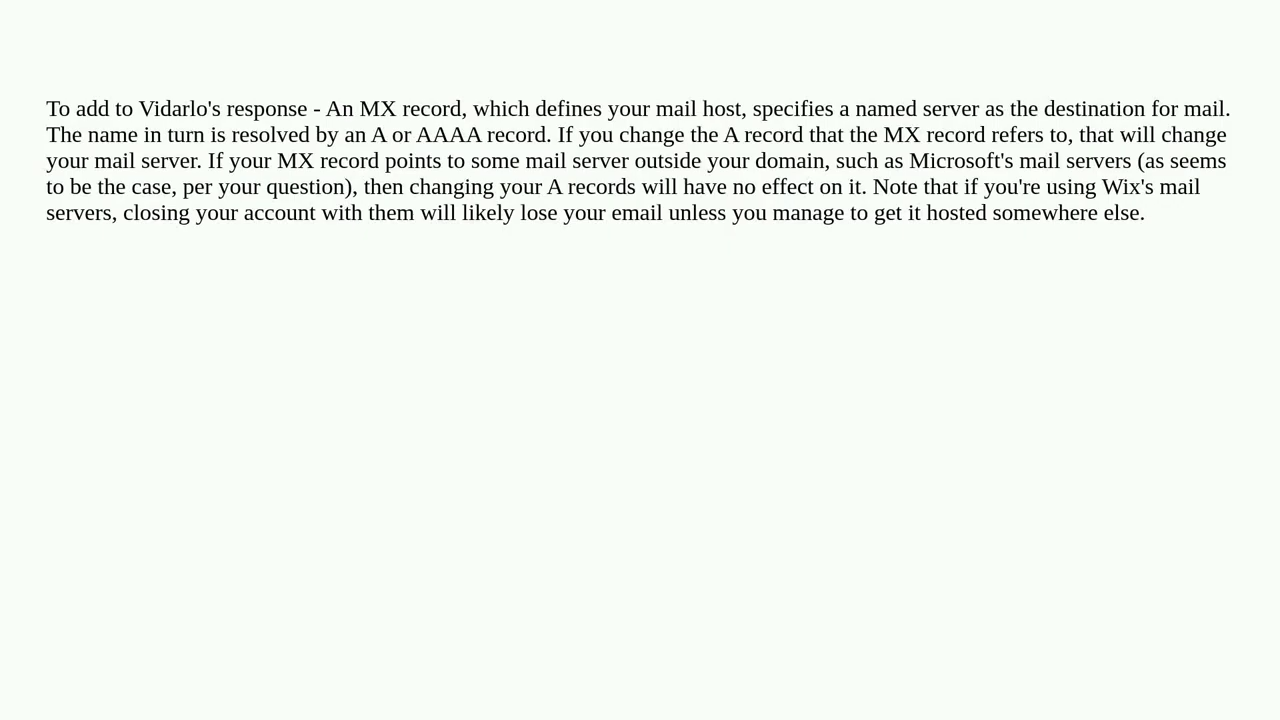 To add to Vidarlo's response - An MX record, which defines your mail host, specifies a named server as the destination for mail.
The name in turn is resolved by an A or AAAA record. If you change the A record that the MX record refers to, that will change
your mail server. If your MX record points to some mail server outside your domain, such as Microsoft's mail servers (as seems
to be the case, per your question), then changing your A records will have no effect on it. Note that if you're using Wix's mail
servers, closing your account with them will likely lose your email unless you manage to get it hosted somewhere else.